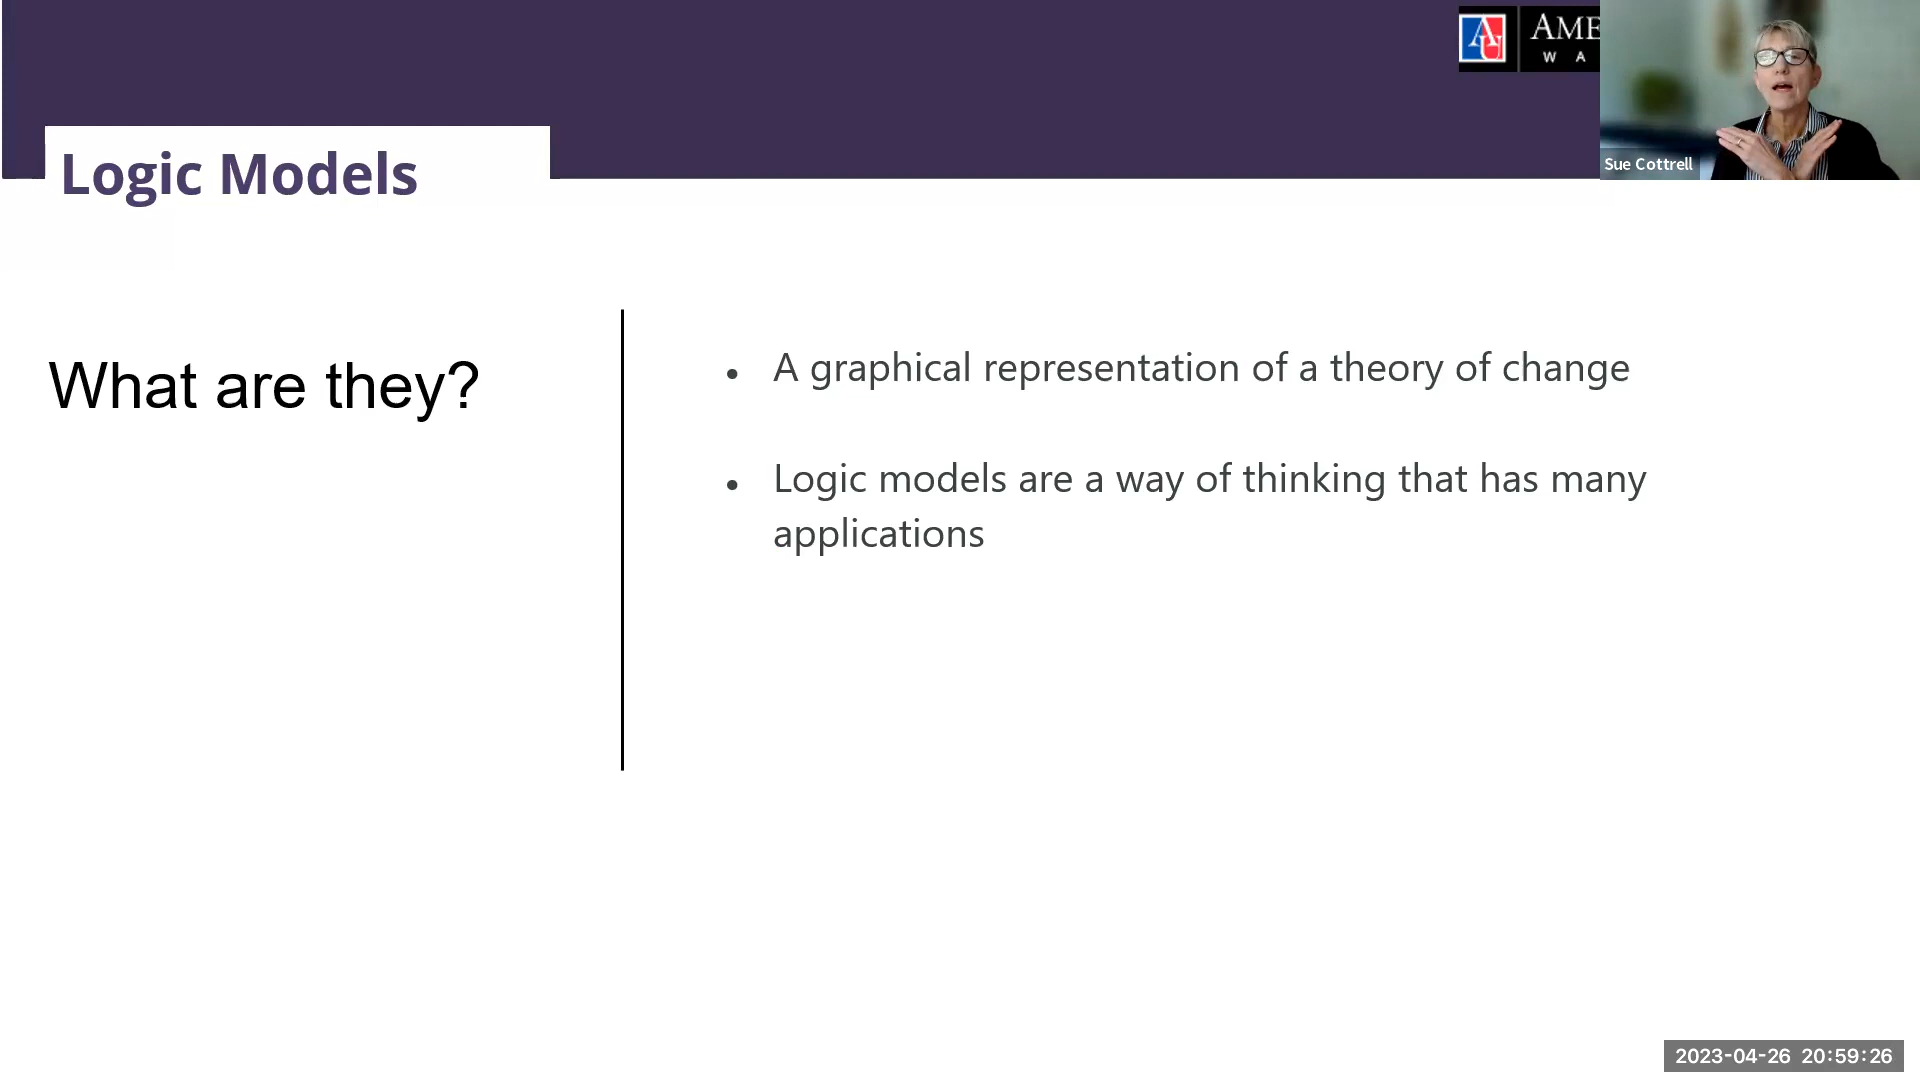 AME
W A
Sue Cottrell
Logic Models
What are they?
• A graphical representation of a theory of change
• Logic models are a way of thinking that has many
applications
2023-04-26 20:59:26